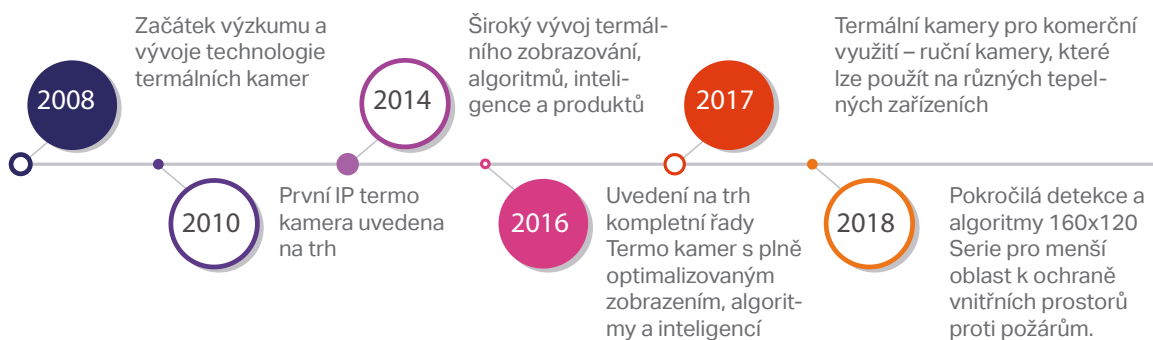 2008
Začátek výzkumu a
vývoje technologie
termálních kamer
2010
První IP termo
kamera uvedena
na trh
2014
Široký vývoj termál-
ního zobrazování,
algoritmů, inteli-
gence a produktů
2016
Uvedení na trh
kompletní řady
Termo kamer s plně
optimalizovaným
zobrazením, algorit-
my a inteligencí
2017
Termální kamery pro komerční
využití – ruční kamery, které
lze použít na různých tepel-
ných zařízeních
2018
Pokročilá detekce a
algoritmy 160x120
Serie pro menší
oblast k ochraně
vnitřních prostorů
proti požárům.